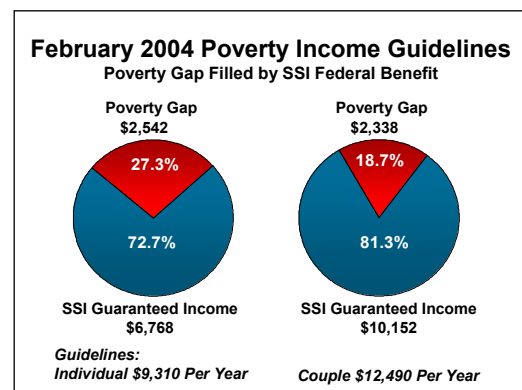 February 2004 Poverty Income Guidelines
Poverty Gap Filled by SSI Federal Benefit
Poverty Gap
$2,542
27.3%
72.7%
SSI Guaranteed Income
$6,768
Poverty Gap
$2,338
18.7%
81.3%
SSI Guaranteed Income
$10,152
Guidelines:
Individual $9,310 Per Year
Couple $12,490 Per Year